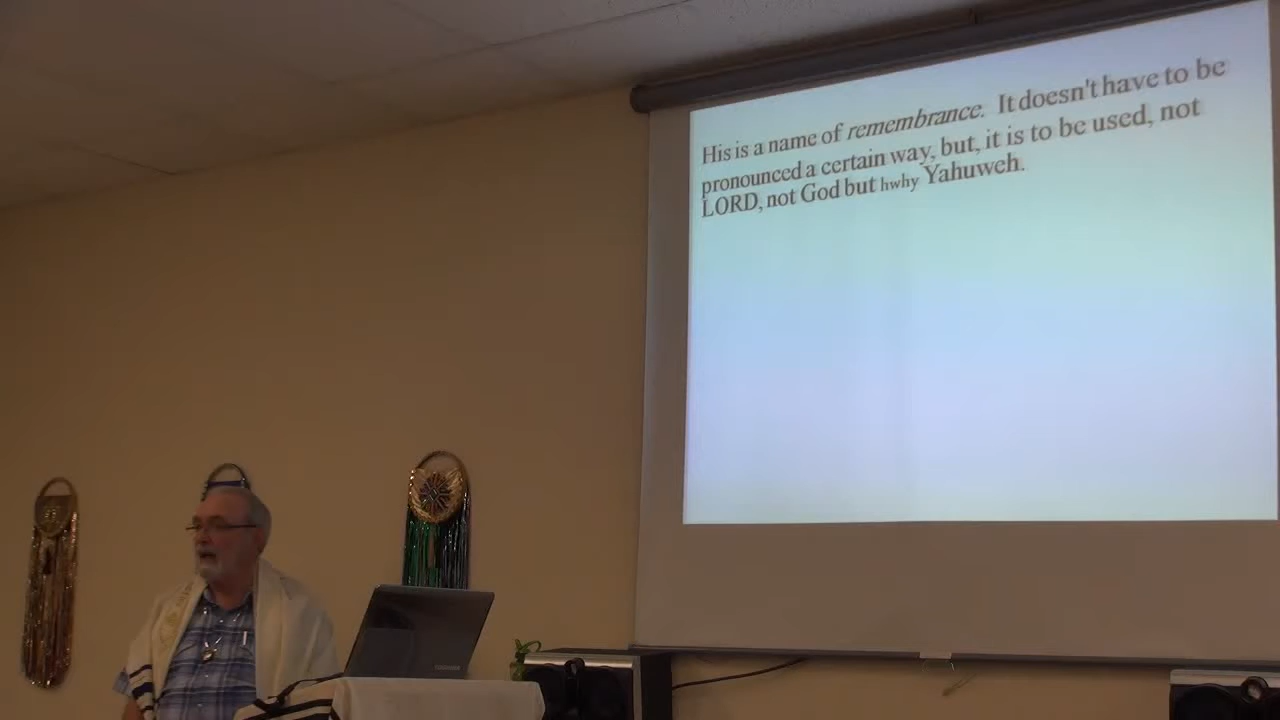 His is a name of remembrance. It doesn't have to be
pronounced a certain way, but, it is to be used, not
LORD, not God but hwhy Yahuweh.